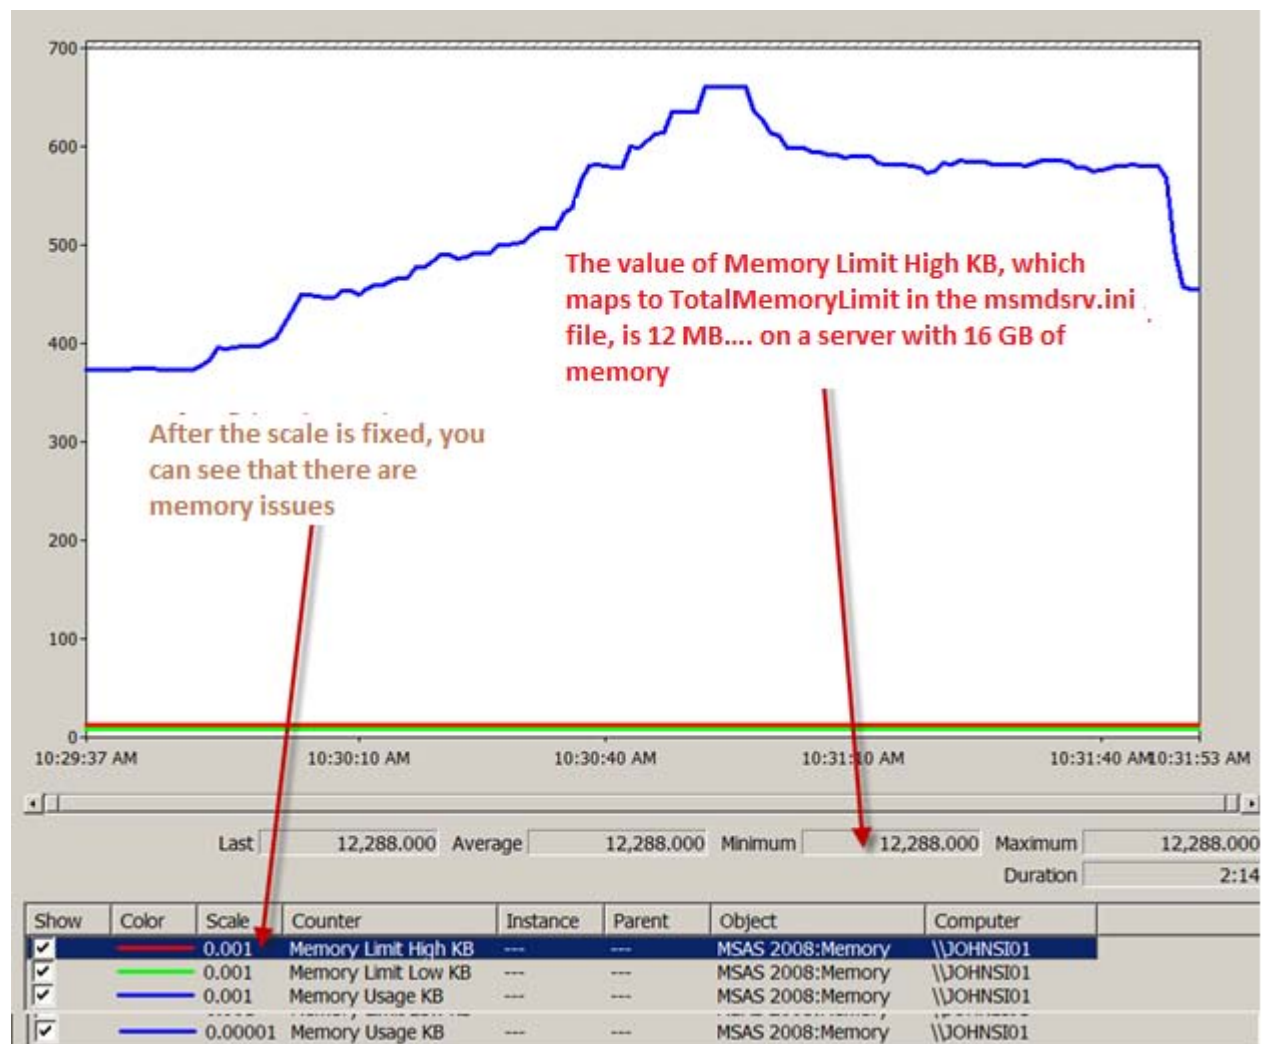 700
600
500
The value of Memory Limit High KB, which
maps to TotalMemoryLimit in the msmdsrv.ini
file, is 12 MB.... on a server with 16 GB of
memory
400
After the scale is fixed, you
can see that there are
memory issues
300
200
100
0
10:29:37 AM 10:30:10 AM 10:30:40 AM 10:31:10 AM 10:31:40 AM 10:31:53 AM
Last 12,288.000 Average 12,288.000 Minimum 12,288.000 Maximum 12,288.000
Duration 2:14
Show Color Scale Counter Instance Parent Object Computer
0.001 Memory Limit High KB --- --- MSAS 2008:Memory \\JOHNSI01
0.001 Memory Limit Low KB --- --- MSAS 2008:Memory \\JOHNSI01
0.001 Memory Usage KB --- --- MSAS 2008:Memory \\JOHNSI01
0.00001 Memory Usage KB --- --- MSAS 2008:Memory \\JOHNSI01